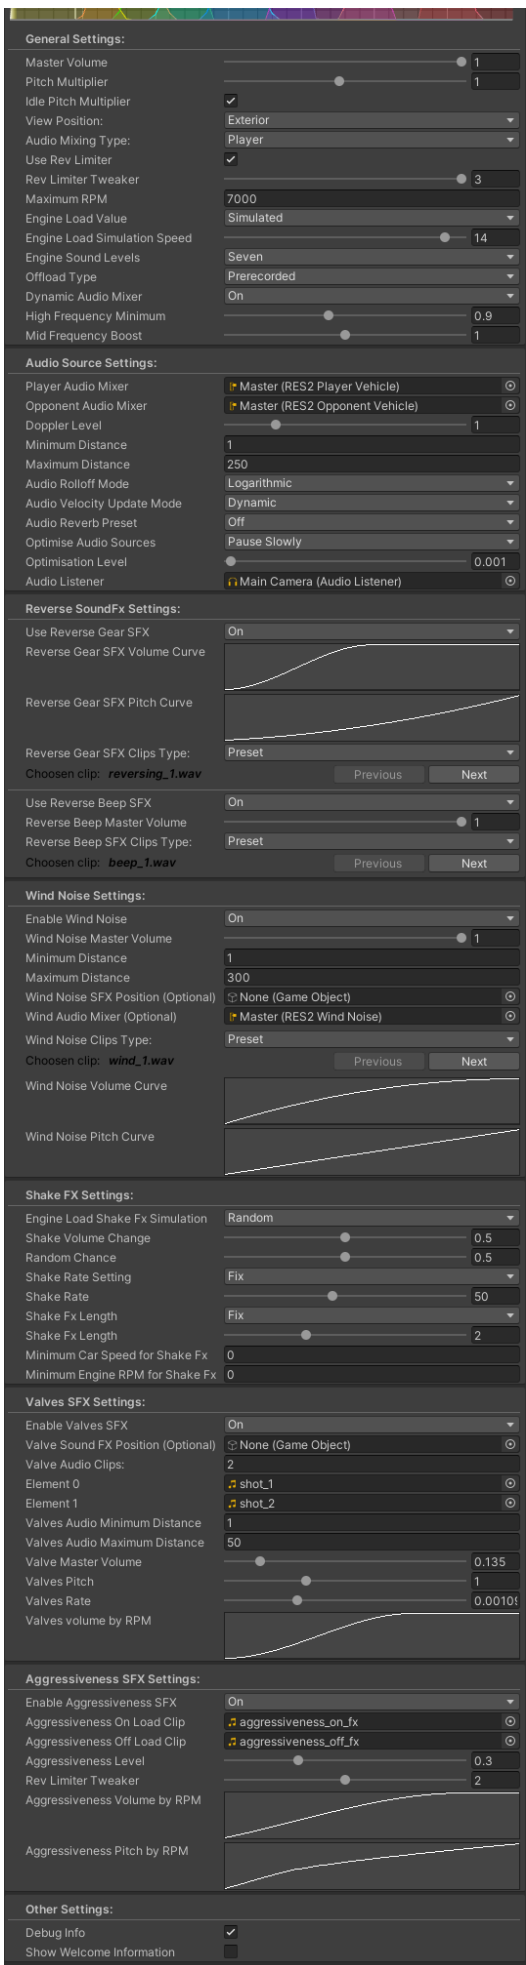 General Settings:
Master Volume 1
Pitch Multiplier 1
Idle Pitch Multiplier
View Position: Exterior
Audio Mixing Type: Player
Use Rev Limiter
Rev Limiter Tweaker 3
Maximum RPM 7000
Engine Load Value Simulated
Engine Load Simulation Speed 14
Engine Sound Levels Seven
Offload Type Prerecorded
Dynamic Audio Mixer On
High Frequency Minimum 0.9
Mid Frequency Boost 1
Audio Source Settings:
Player Audio Mixer Master (RES2 Player Vehicle)
Opponent Audio Mixer Master (RES2 Opponent Vehicle)
Doppler Level 1
Minimum Distance 1
Maximum Distance 250
Audio Rolloff Mode Logarithmic
Audio Velocity Update Mode Dynamic
Audio Reverb Preset Off
Optimise Audio Sources Pause Slowly
Optimisation Level 0.001
Audio Listener Main Camera (Audio Listener)
Reverse SoundFx Settings:
Use Reverse Gear SFX On
Reverse Gear SFX Volume Curve
Reverse Gear SFX Pitch Curve
Reverse Gear SFX Clips Type: Preset
Choosen clip: reversing_1.wav Previous Next
Use Reverse Beep SFX On
Reverse Beep Master Volume 1
Reverse Beep SFX Clips Type: Preset
Choosen clip: beep_1.wav Previous Next
Wind Noise Settings:
Enable Wind Noise On
Wind Noise Master Volume 1
Minimum Distance 1
Maximum Distance 300
Wind Noise SFX Position (Optional) None (Game Object)
Wind Audio Mixer (Optional) Master (RES2 Wind Noise)
Wind Noise Clips Type: Preset
Choosen clip: wind_1.wav Previous Next
Wind Noise Volume Curve
Wind Noise Pitch Curve
Shake FX Settings:
Engine Load Shake Fx Simulation Random
Shake Volume Change 0.5
Random Chance 0.5
Shake Rate Setting Fix
Shake Rate 50
Shake Fx Length Fix
Shake Fx Length 2
Minimum Car Speed for Shake Fx 0
Minimum Engine RPM for Shake Fx 0
Valves SFX Settings:
Enable Valves SFX On
Valve Sound FX Position (Optional) None (Game Object)
Valve Audio Clips: 2
Element 0 shot_1
Element 1 shot_2
Valves Audio Minimum Distance 1
Valves Audio Maximum Distance 50
Valve Master Volume 0.135
Valves Pitch 1
Valves Rate 0.00109
Valves volume by RPM
Aggressiveness SFX Settings:
Enable Aggressiveness SFX On
Aggressiveness On Load Clip aggressiveness_on_fx
Aggressiveness Off Load Clip aggressiveness_off_fx
Aggressiveness Level 0.3
Rev Limiter Tweaker 2
Aggressiveness Volume by RPM
Aggressiveness Pitch by RPM
Other Settings:
Debug Info
Show Welcome Information